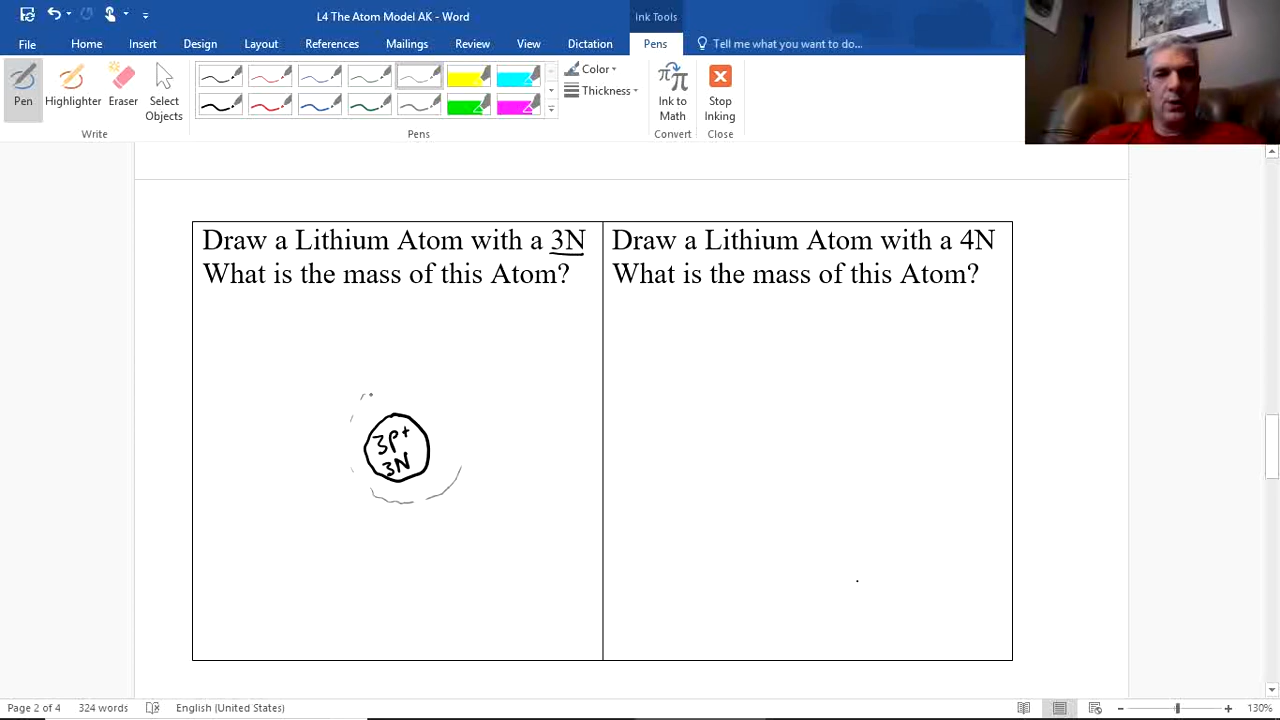 L4 The Atom Model AK - Word
Ink Tools
File Home Insert Design Layout References Mailings Review View Dictation Pens Tell me what you want to do...
Pen Highlighter Eraser Select Objects
Color
Thickness
Ink to Math
Stop Inking
Write Pens Convert Close
Draw a Lithium Atom with a 3N
What is the mass of this Atom?
3P+
3N
Draw a Lithium Atom with a 4N
What is the mass of this Atom?
Page 2 of 4 324 words English (United States) 130%